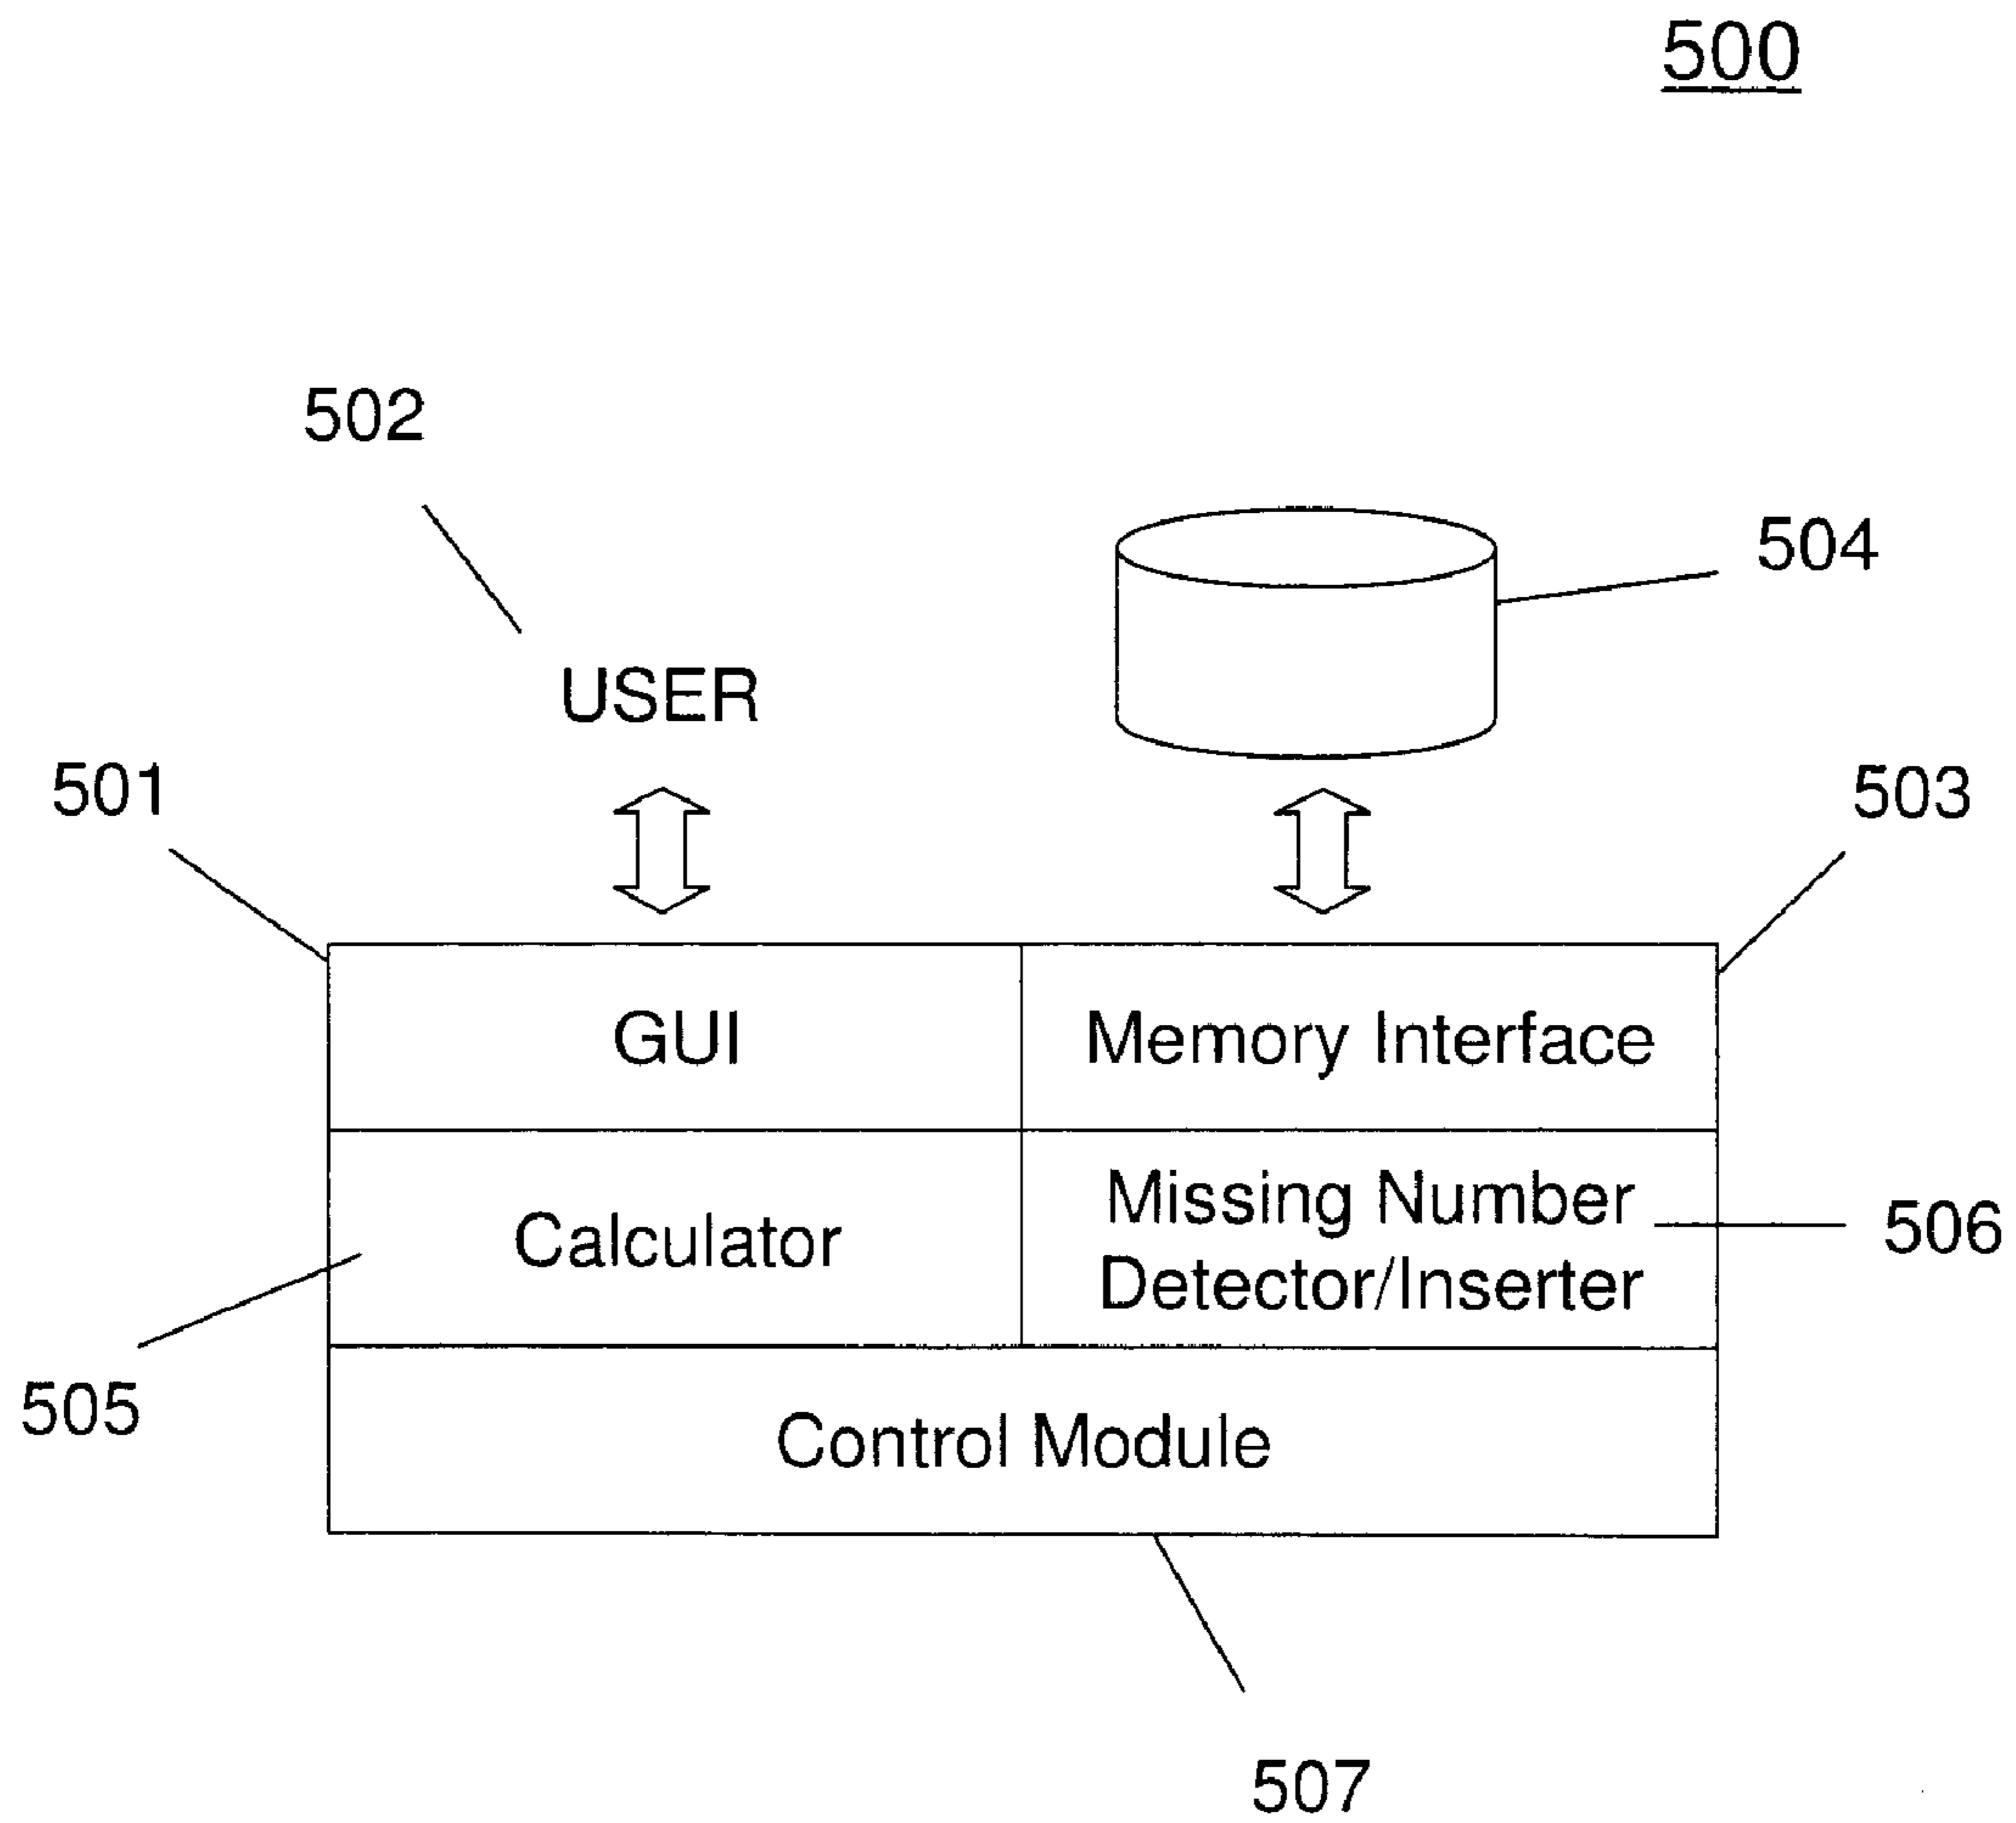 500
502
504
USER
501
503
GUI
Memory Interface
Missing Number
Detector/Inserter
506
Calculator
505
Control Module
507